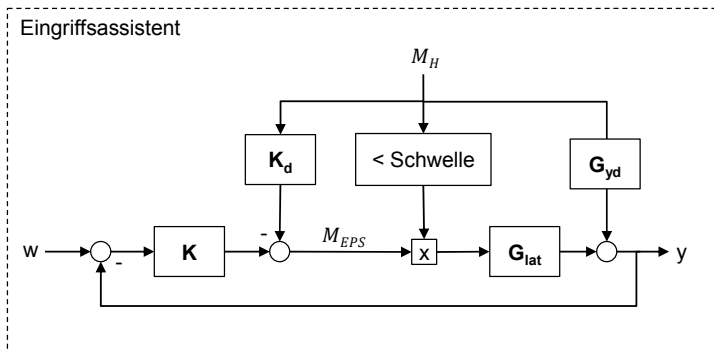 Eingriffsassistent
M_H
K_d
< Schwelle
G_yd
-
w
-
K
M_EPS
x
G_lat
y